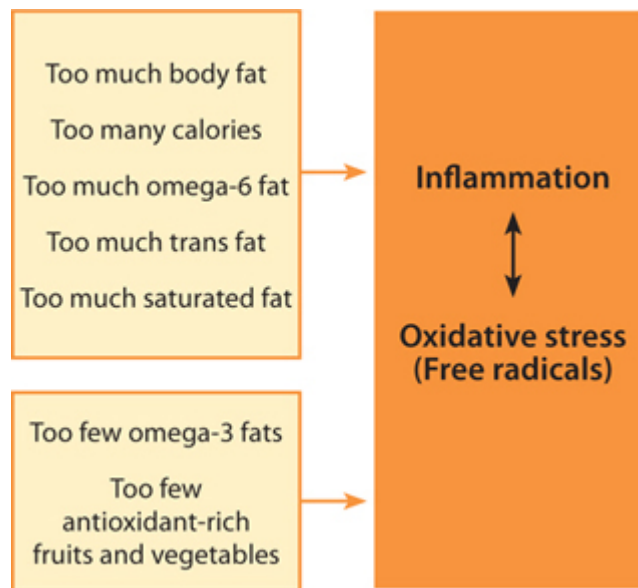 Too much body fat
Too many calories
Too much omega-6 fat
Too much trans fat
Too much saturated fat
Too few omega-3 fats
Too few
antioxidant-rich
fruits and vegetables
Inflammation
Oxidative stress
(Free radicals)